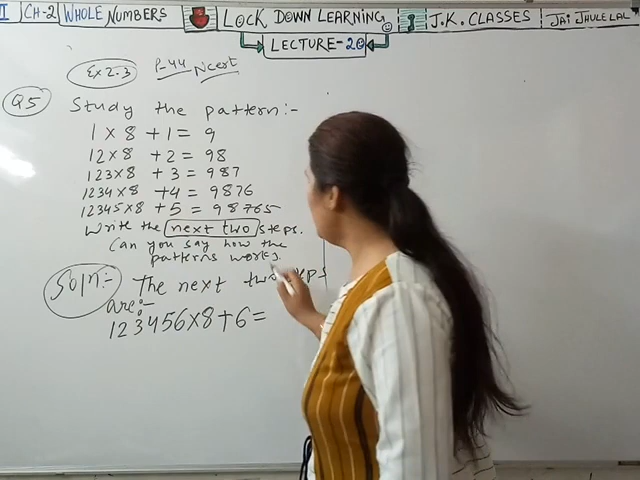 II CH-2 WHOLE NUMBERS LOCK DOWN LEARNING J.K. CLASSES JAI JHULELAL
LECTURE-20
Ex 2.3 P-44 Ncert
Q5 Study the pattern:-
1 x 8 + 1 = 9
12 x 8 + 2 = 98
123 x 8 + 3 = 987
1234 x 8 + 4 = 9876
12345 x 8 + 5 = 98765
Write the next two steps.
Can you say how the
patterns works.
Soln:- The next two steps
are:-
123456 x 8 + 6 =